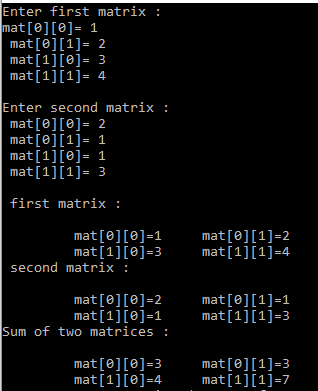 Enter first matrix :
mat[0][0]= 1
mat[0][1]= 2
mat[1][0]= 3
mat[1][1]= 4
Enter second matrix :
mat[0][0]= 2
mat[0][1]= 1
mat[1][0]= 1
mat[1][1]= 3
first matrix :
mat[0][0]=1 mat[0][1]=2
mat[1][0]=3 mat[1][1]=4
second matrix :
mat[0][0]=2 mat[0][1]=1
mat[1][0]=1 mat[1][1]=3
Sum of two matrices :
mat[0][0]=3 mat[0][1]=3
mat[1][0]=4 mat[1][1]=7